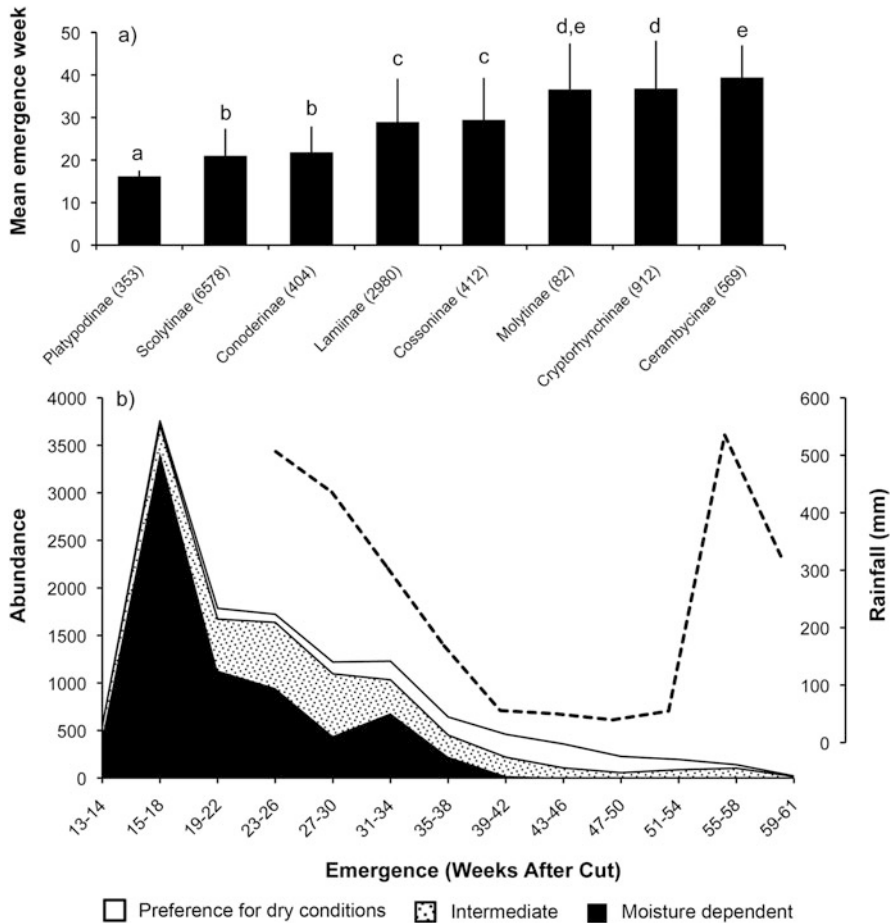 a)
Mean emergence week
50
40
30
20
10
0
a
b
b
c
c
d,e
d
e
Platypodinae (353)
Scolytinae (6578)
Conoderinae (404)
Lamiinae (2980)
Cossoninae (412)
Molytinae (82)
Cryptorhynchinae (912)
Cerambycinae (569)
b)
Abundance
4000
3500
3000
2500
2000
1500
1000
500
0
600
500
400
300
200
100
0
Rainfall (mm)
13-14
15-18
19-22
23-26
27-30
31-34
35-38
39-42
43-46
47-50
51-54
55-58
59-61
Emergence (Weeks After Cut)
Preference for dry conditions Intermediate Moisture dependent